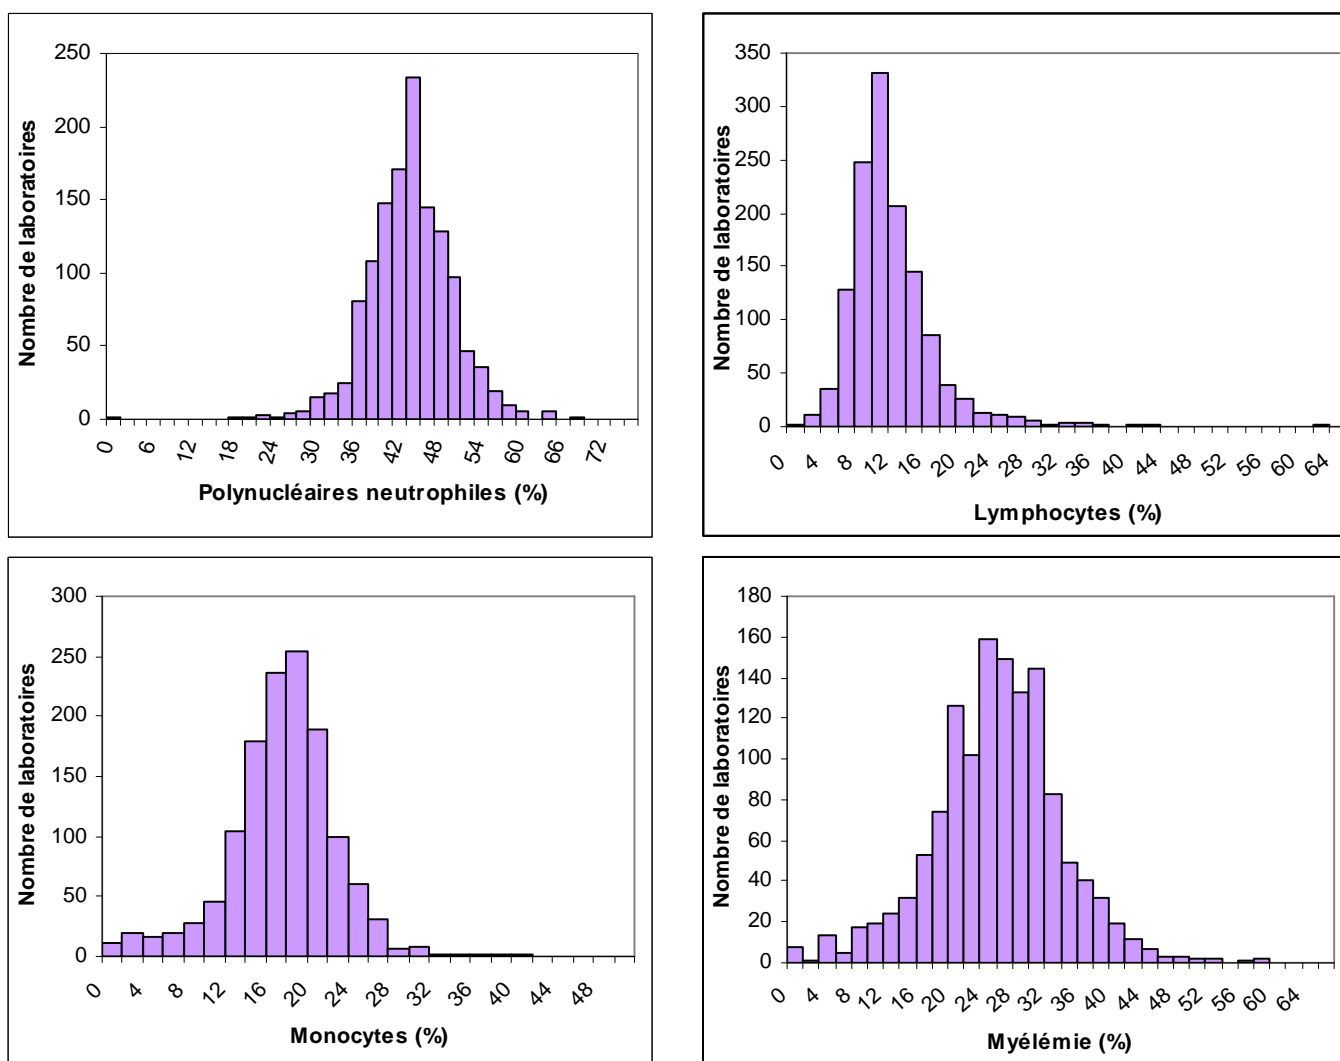 250
200
150
100
50
0
Nombre de laboratoires
0 6 12 18 24 30 36 42 48 54 60 66 72
Polynucléaires neutrophiles (%)
350
300
250
200
150
100
50
0
Nombre de laboratoires
0 4 8 12 16 20 24 28 32 36 40 44 48 52 56 60 64
Lymphocytes (%)
300
250
200
150
100
50
0
Nombre de laboratoires
0 4 8 12 16 20 24 28 32 36 40 44 48
Monocytes (%)
180
160
140
120
100
80
60
40
20
0
Nombre de laboratoires
0 4 8 12 16 20 24 28 32 36 40 44 48 52 56 60 64
Myélémie (%)